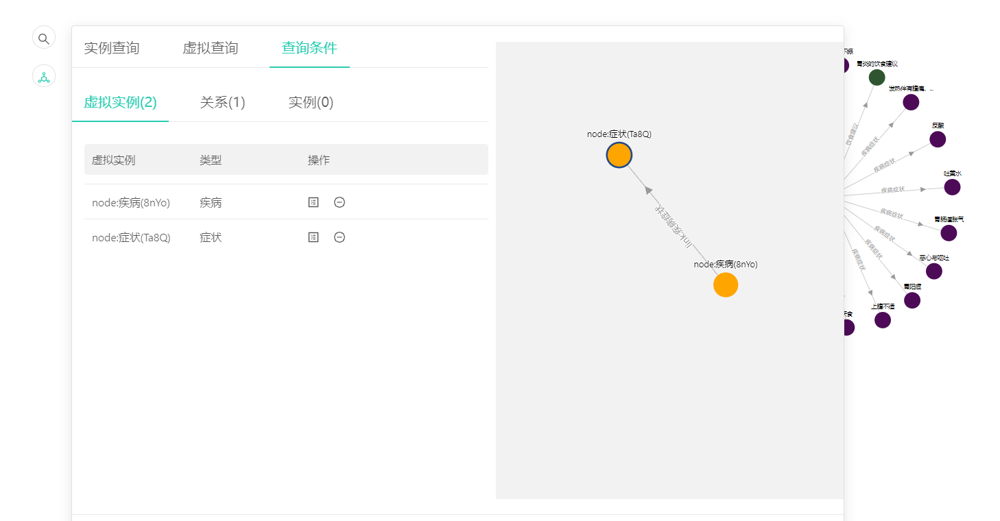 实例查询 虚拟查询 查询条件
虚拟实例(2) 关系(1) 实例(0)
虚拟实例 类型 操作
node:疾病(8nYo) 疾病
node:症状(Ta8Q) 症状
node:症状(Ta8Q)
link:疾病症状
node:疾病(8nYo)
不振
胃炎的饮食建议
发热伴有腹痛、...
反酸
吐黄水
胃肠道胀气
恶心与呕吐
胃阳虚
上腹不适
食
饮食建议
疾病症状
疾病症状
疾病症状
疾病症状
疾病症状
疾病症状
疾病症状